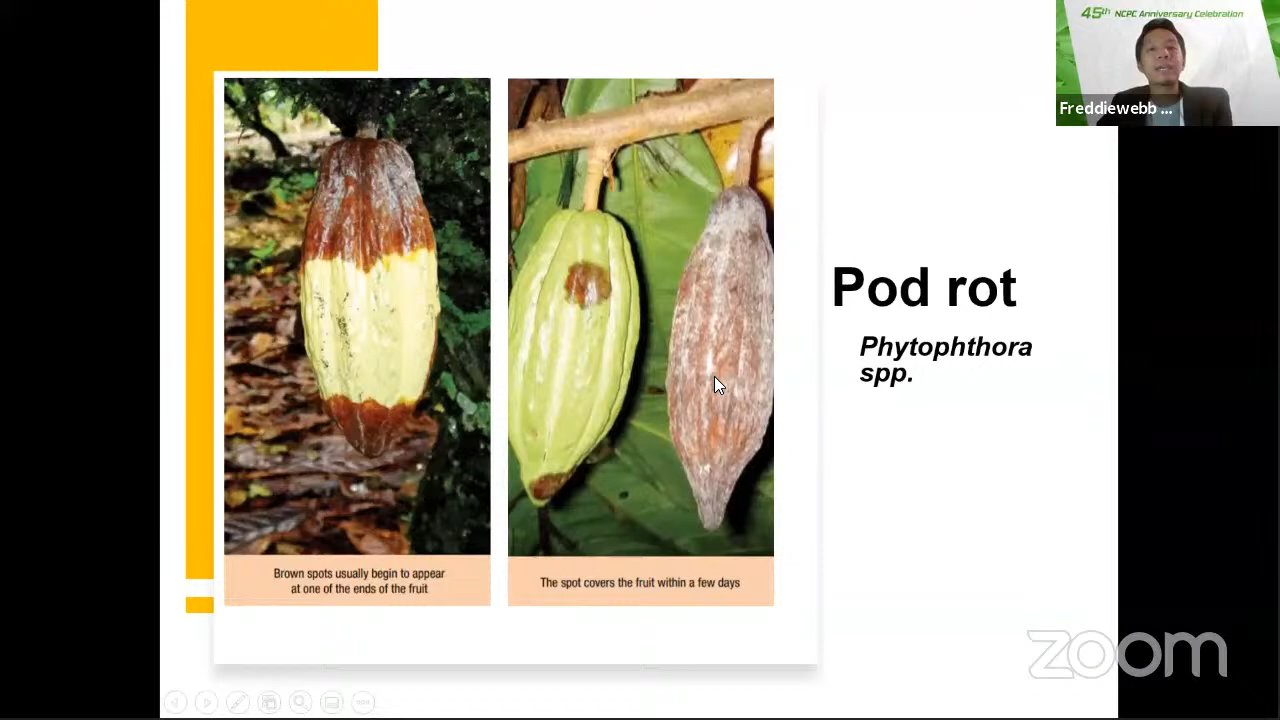 45th NCPC Anniversary Celebration
Freddiewebb ...
Pod rot
Phytophthora
spp.
Brown spots usually begin to appear
at one of the ends of the fruit
The spot covers the fruit within a few days
zoom